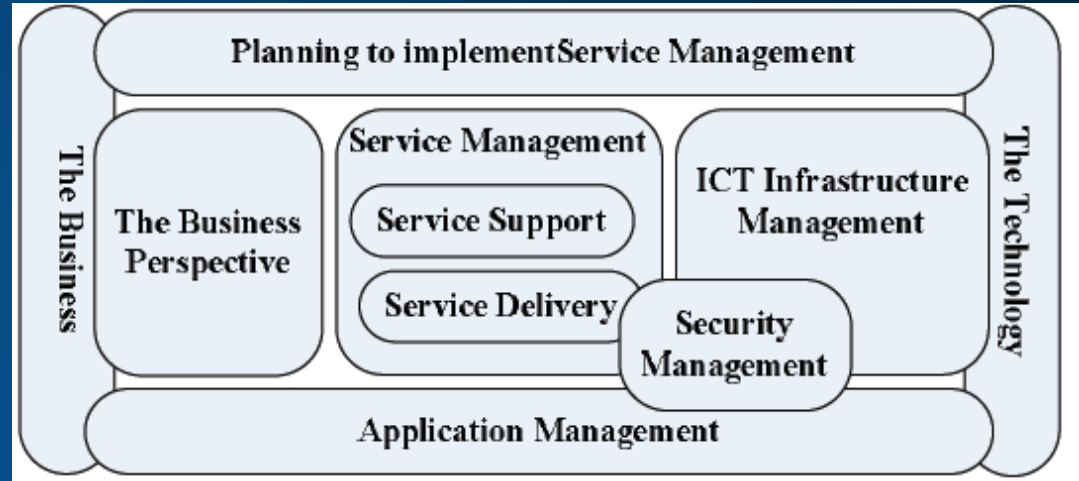 Planning to implementService Management
The Business
The Business
Perspective
Service Management
Service Support
Service Delivery
ICT Infrastructure
Management
Security
Management
The Technology
Application Management